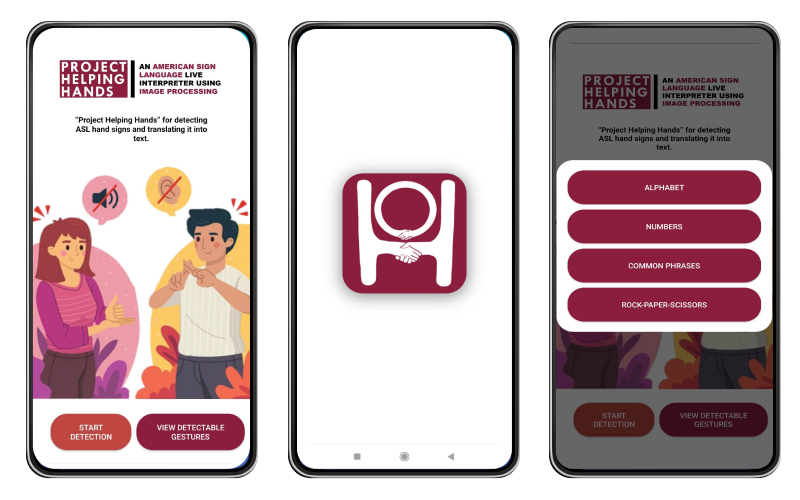 PROJECT
HELPING
HANDS
AN AMERICAN SIGN
LANGUAGE LIVE
INTERPRETER USING
IMAGE PROCESSING
"Project Helping Hands" for detecting
ASL hand signs and translating it into
text.
START
DETECTION
VIEW DETECTABLE
GESTURES
PROJECT
HELPING
HANDS
AN AMERICAN SIGN
LANGUAGE LIVE
INTERPRETER USING
IMAGE PROCESSING
"Project Helping Hands" for detecting
ASL hand signs and translating it into
text.
ALPHABET
NUMBERS
COMMON PHRASES
ROCK-PAPER-SCISSORS
START
DETECTION
VIEW DETECTABLE
GESTURES